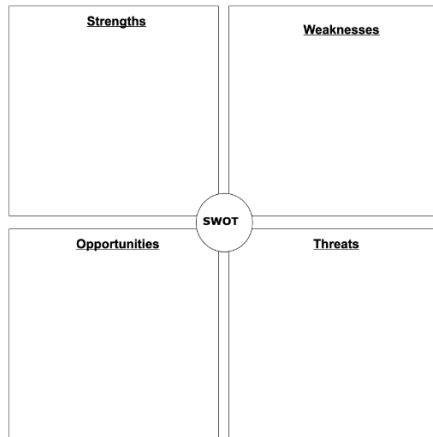 Strengths
Weaknesses
SWOT
Opportunities
Threats